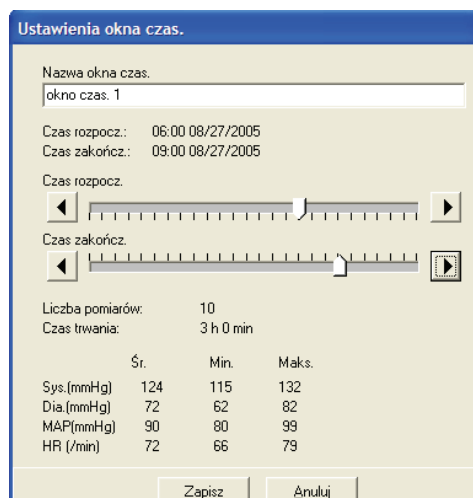 Ustawienia okna czas.
Nazwa okna czas.
okno czas. 1
Czas rozpocz.: 06:00 08/27/2005
Czas zakończ.: 09:00 08/27/2005
Czas rozpocz.
Czas zakończ.
Liczba pomiarów: 10
Czas trwania: 3 h 0 min
Śr. Min. Maks.
Sys.(mmHg) 124 115 132
Dia.(mmHg) 72 62 82
MAP(mmHg) 90 80 99
HR (/min) 72 66 79
Zapisz Anuluj